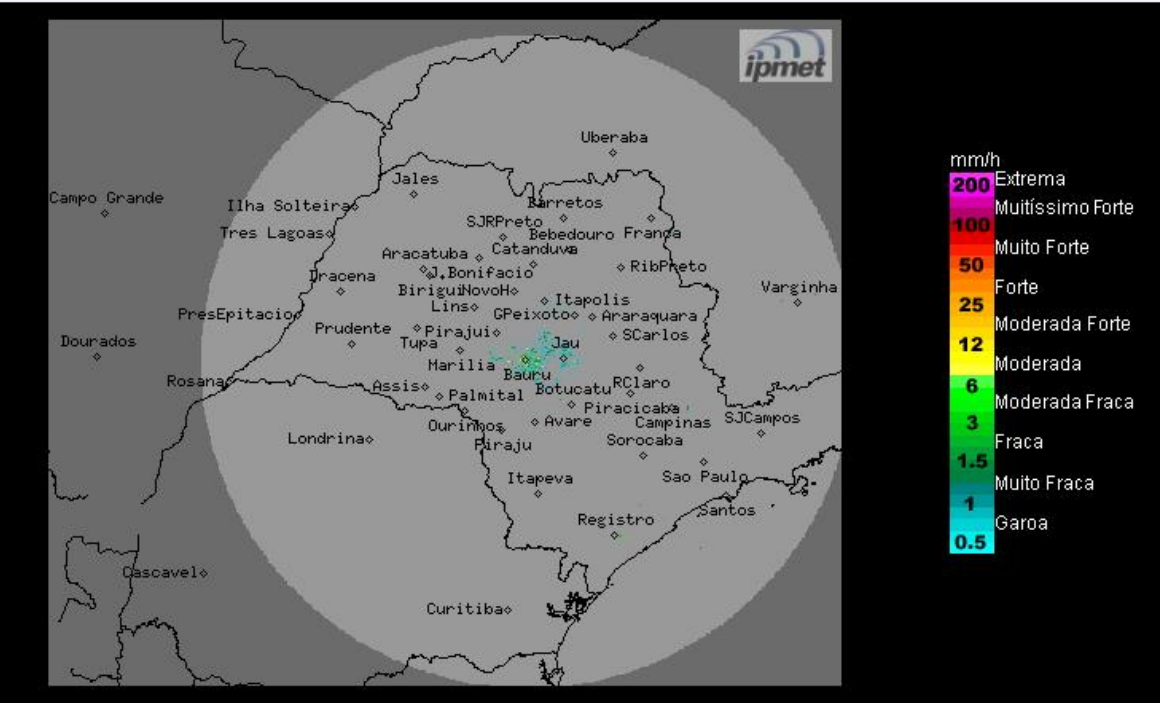 ipmet
Uberaba
Campo Grande
Jales
Ilha Solteira
Barretos
SJRPreto
Tres Lagoas
Bebedouro
Franca
Catanduva
Aracatuba
RibPreto
J.Bonifacio
Dracena
Birigui
NovoH
Varginha
Itapolis
Lins
PresEpitacio
GPeixoto
Araraquara
Prudente
Pirajui
SCarlos
Dourados
Tupa
Jau
Marilia
Bauru
Rosana
Assis
Botucatu
RClaro
Palmital
Piracicaba
Ourinhos
Avare
Campinas
SJCampos
Londrina
Piraju
Sorocaba
Itapeva
Sao Paulo
Santos
Registro
Cascavel
Curitiba
mm/h
200 Extrema
Muitíssimo Forte
100
Muito Forte
50
Forte
25
Moderada Forte
12
Moderada
6
Moderada Fraca
3
Fraca
1.5
Muito Fraca
1
Garoa
0.5